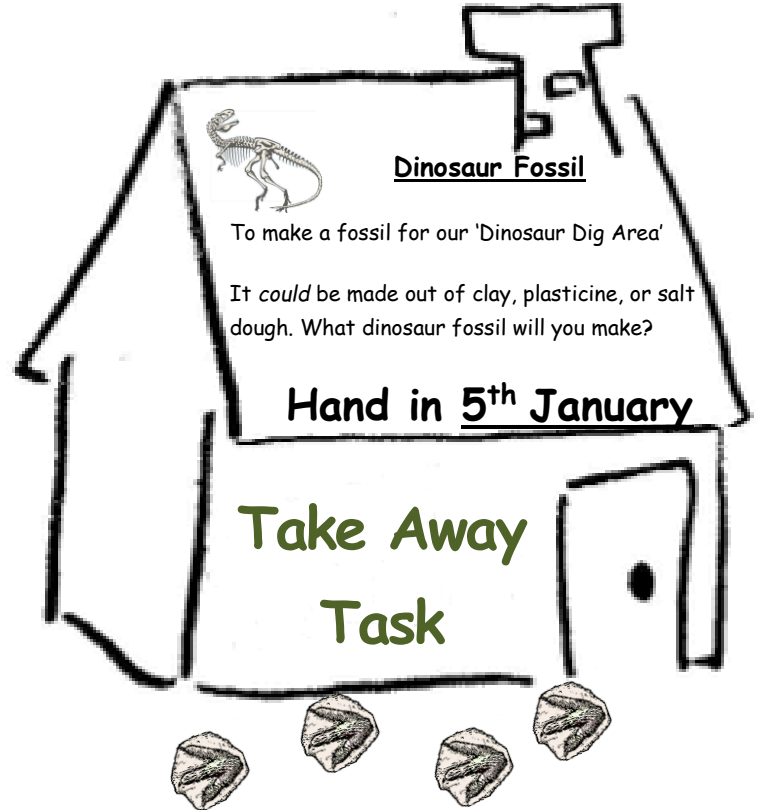 Dinosaur Fossil
To make a fossil for our ‘Dinosaur Dig Area’
It could be made out of clay, plasticine, or salt
dough. What dinosaur fossil will you make?
Hand in 5th January
Take Away
Task